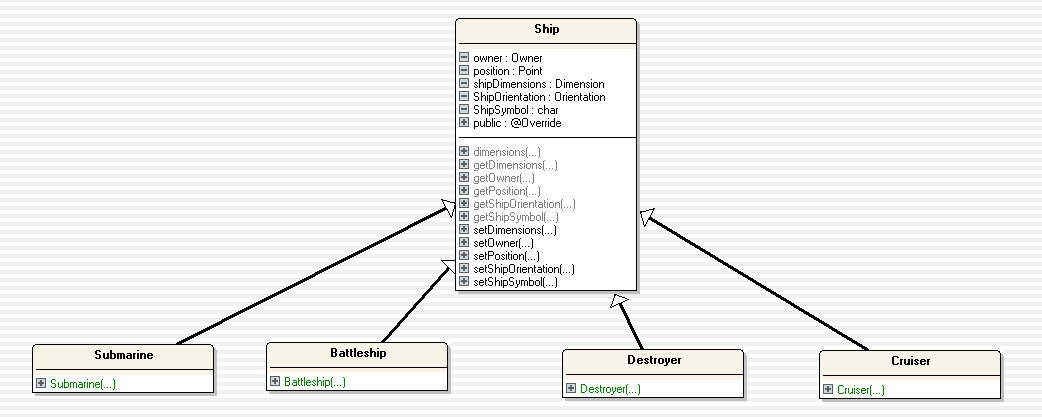 Ship
owner : Owner
position : Point
shipDimensions : Dimension
ShipOrientation : Orientation
ShipSymbol : char
public : @Override
dimensions(...)
getDimensions(...)
getOwner(...)
getPosition(...)
getShipOrientation(...)
getShipSymbol(...)
setDimensions(...)
setOwner(...)
setPosition(...)
setShipOrientation(...)
setShipSymbol(...)
Submarine
Submarine(...)
Battleship
Battleship(...)
Destroyer
Destroyer(...)
Cruiser
Cruiser(...)